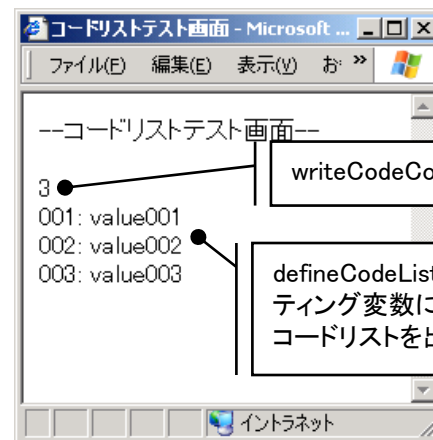 コードリストテスト画面 - Microsoft ...
ファイル(F) 編集(E) 表示(V) お »
--コードリストテスト画面--
writeCodeCo
3
001: value001
002: value002
003: value003
defineCodeList
ティング変数に
コードリストを出
イントラネット